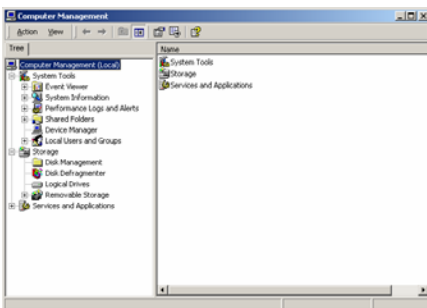 Computer Management
Action View
Tree
Name
Computer Management (Local)
System Tools
Event Viewer
System Information
Performance Logs and Alerts
Shared Folders
Device Manager
Local Users and Groups
Storage
Disk Management
Disk Defragmenter
Logical Drives
Removable Storage
Services and Applications
System Tools
Storage
Services and Applications